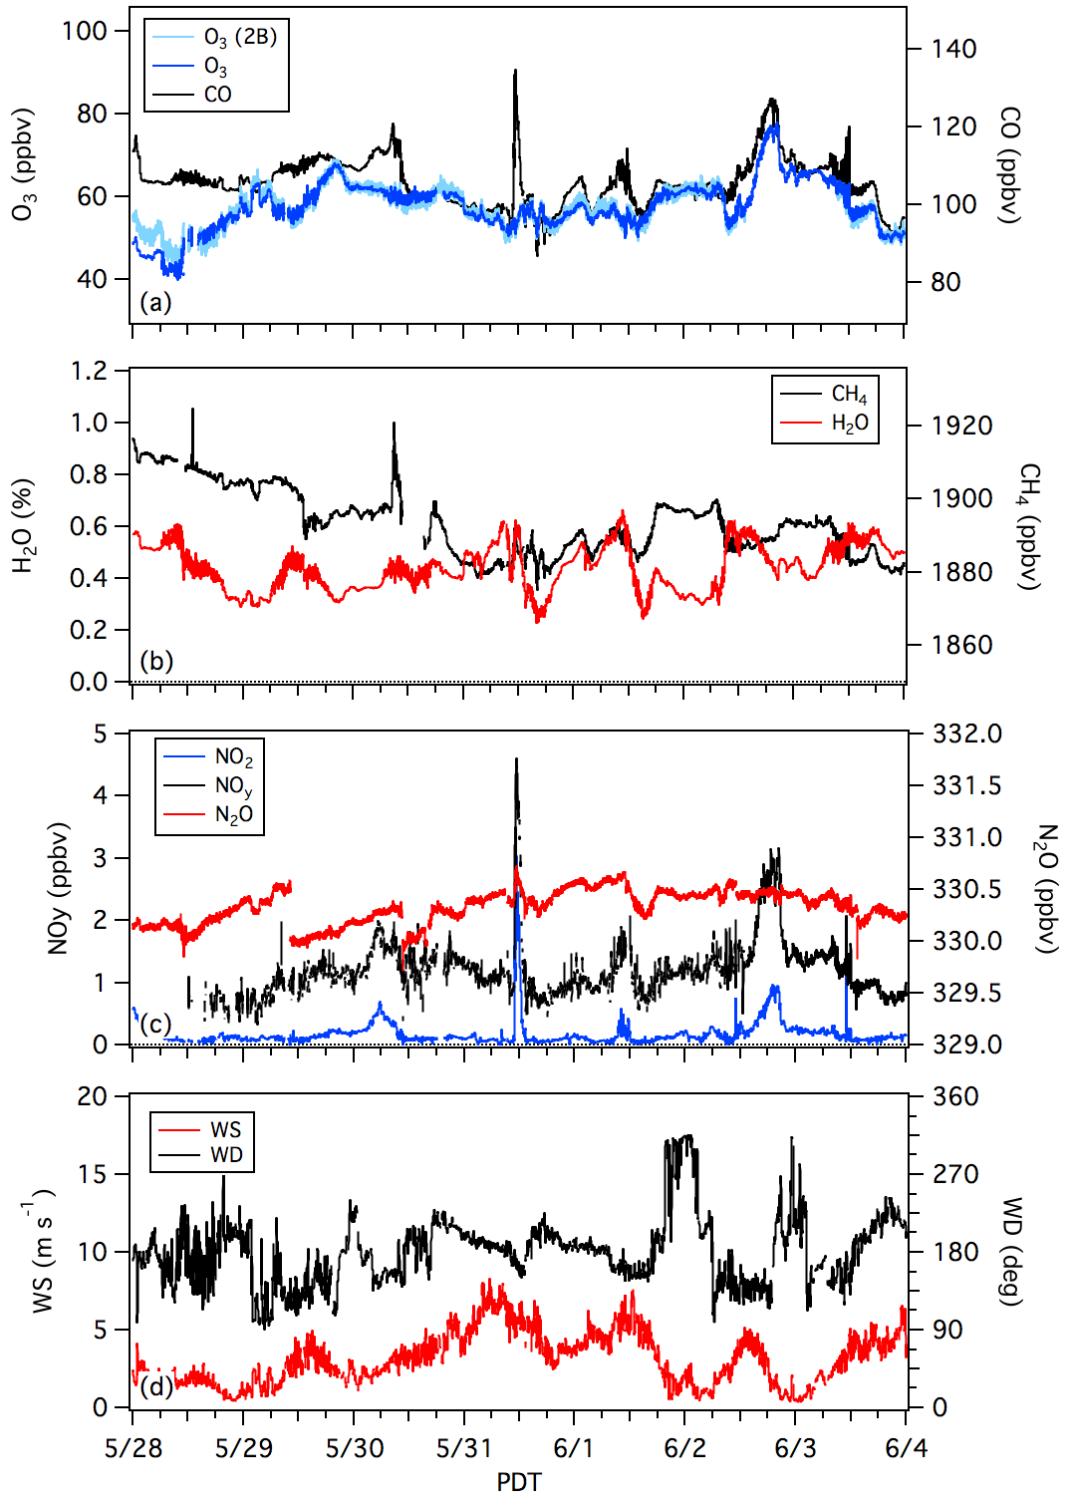 O3 (ppbv)
100
80
60
40
O3 (2B)
O3
CO
140
120
100
80
CO (ppbv)
(a)
H2O (%)
1.2
1.0
0.8
0.6
0.4
0.2
0.0
CH4
H2O
1920
1900
1880
1860
CH4 (ppbv)
(b)
NOy (ppbv)
5
4
3
2
1
0
NO2
NOy
N2O
332.0
331.5
331.0
330.5
330.0
329.5
329.0
N2O (ppbv)
(c)
WS (m s-1)
20
15
10
5
0
WS
WD
360
270
180
90
0
WD (deg)
(d)
5/28 5/29 5/30 5/31 6/1 6/2 6/3 6/4
PDT